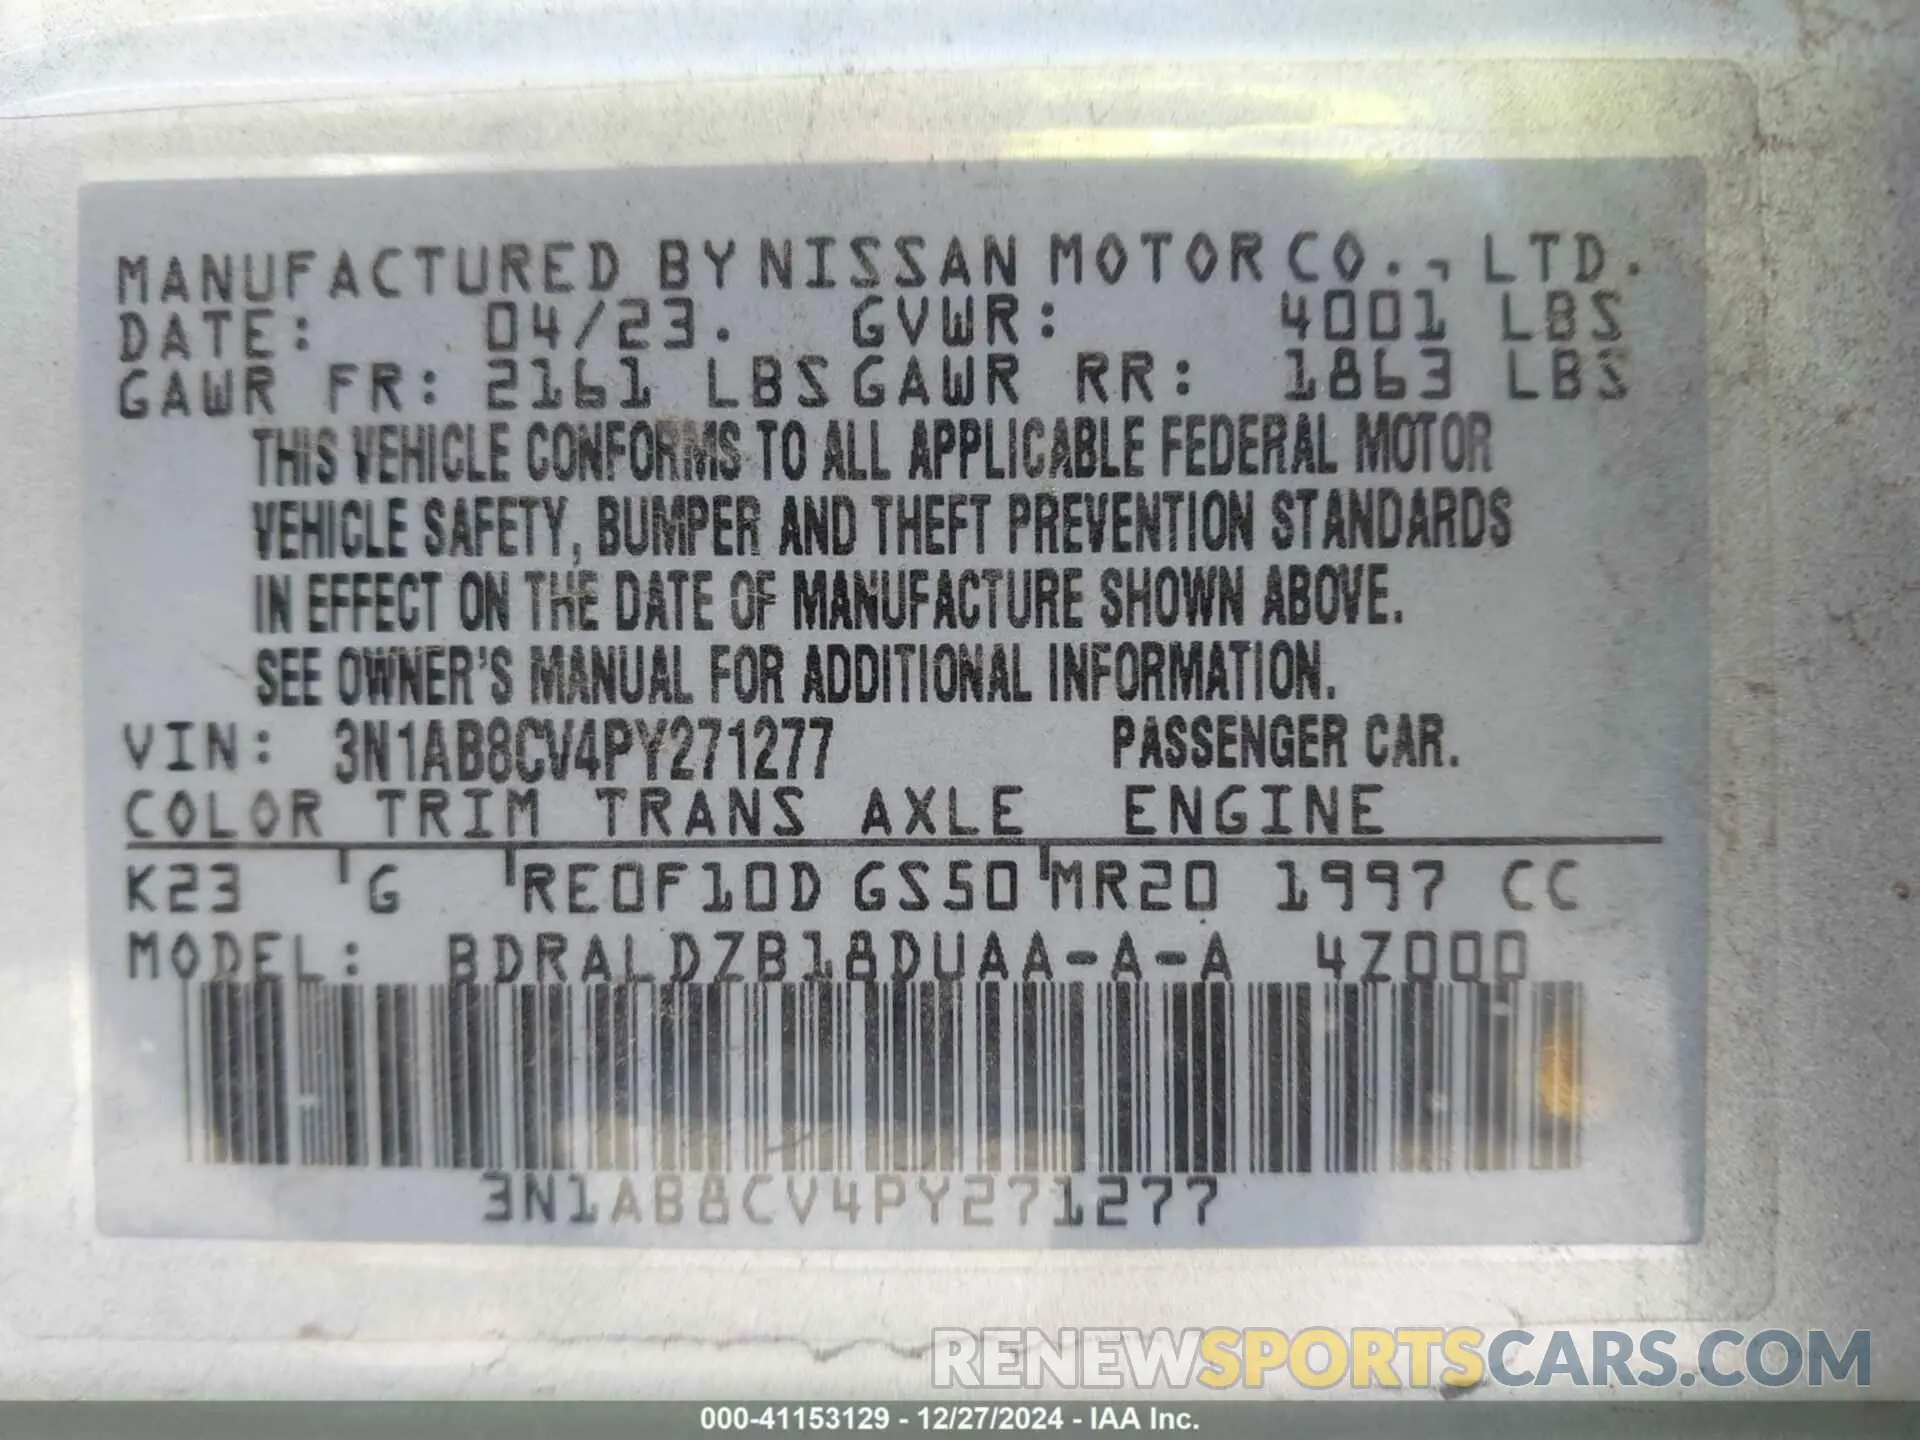 MANUFACTURED BY NISSAN MOTOR CO., LTD.
DATE: 04/23. GVWR: 4001 LBS
GAWR FR: 2161 LBS GAWR RR: 1863 LBS
THIS VEHICLE CONFORMS TO ALL APPLICABLE FEDERAL MOTOR
VEHICLE SAFETY, BUMPER AND THEFT PREVENTION STANDARDS
IN EFFECT ON THE DATE OF MANUFACTURE SHOWN ABOVE.
SEE OWNER'S MANUAL FOR ADDITIONAL INFORMATION.
VIN: 3N1AB8CV4PY271277 PASSENGER CAR.
COLOR TRIM TRANS AXLE ENGINE
K23 G RE0F10D GS50 MR20 1997 CC
MODEL: BDRALDZB18DUAA-A-A 4Z000
3N1AB8CV4PY271277
RENEWSPORTSCARS.COM
000-41153129 - 12/27/2024 - IAA Inc.